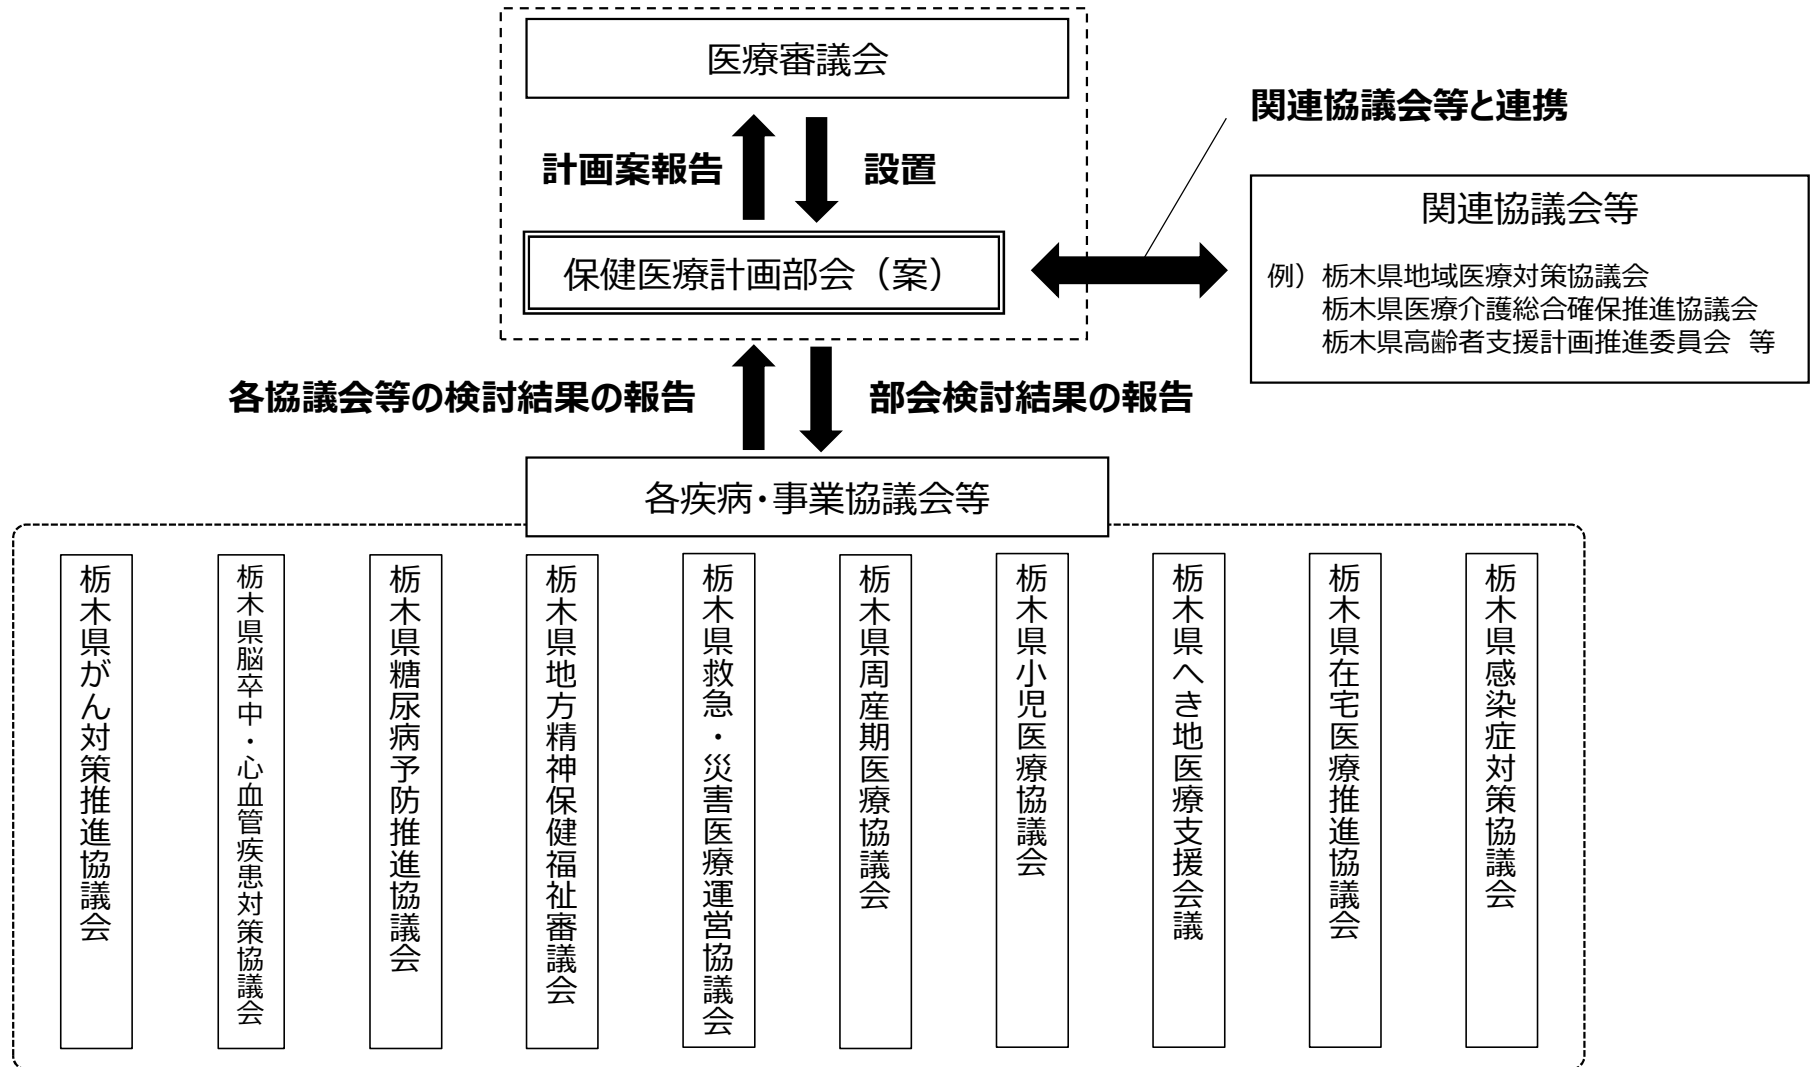 医療審議会
関連協議会等と連携
計画案報告
設置
関連協議会等
保健医療計画部会（案）
例）栃木県地域医療対策協議会
栃木県医療介護総合確保推進協議会
栃木県高齢者支援計画推進委員会 等
各協議会等の検討結果の報告
部会検討結果の報告
各疾病・事業協議会等
栃木県がん対策推進協議会
栃木県脳卒中・心血管疾患対策協議会
栃木県糖尿病予防推進協議会
栃木県地方精神保健福祉審議会
栃木県救急・災害医療運営協議会
栃木県周産期医療協議会
栃木県小児医療協議会
栃木県へき地医療支援会議
栃木県在宅医療推進協議会
栃木県感染症対策協議会